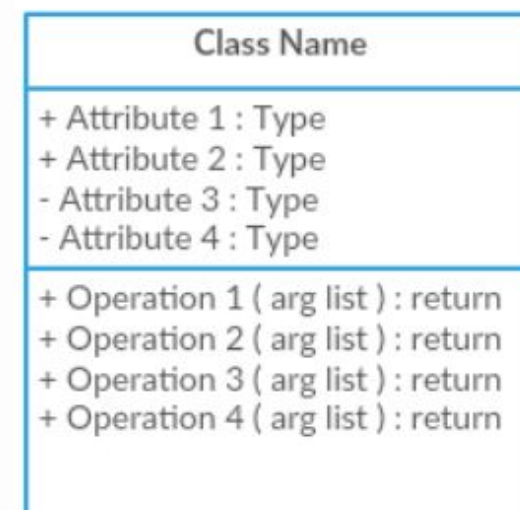 Class Name
+ Attribute 1 : Type
+ Attribute 2 : Type
- Attribute 3 : Type
- Attribute 4 : Type
+ Operation 1 ( arg list ) : return
+ Operation 2 ( arg list ) : return
+ Operation 3 ( arg list ) : return
+ Operation 4 ( arg list ) : return